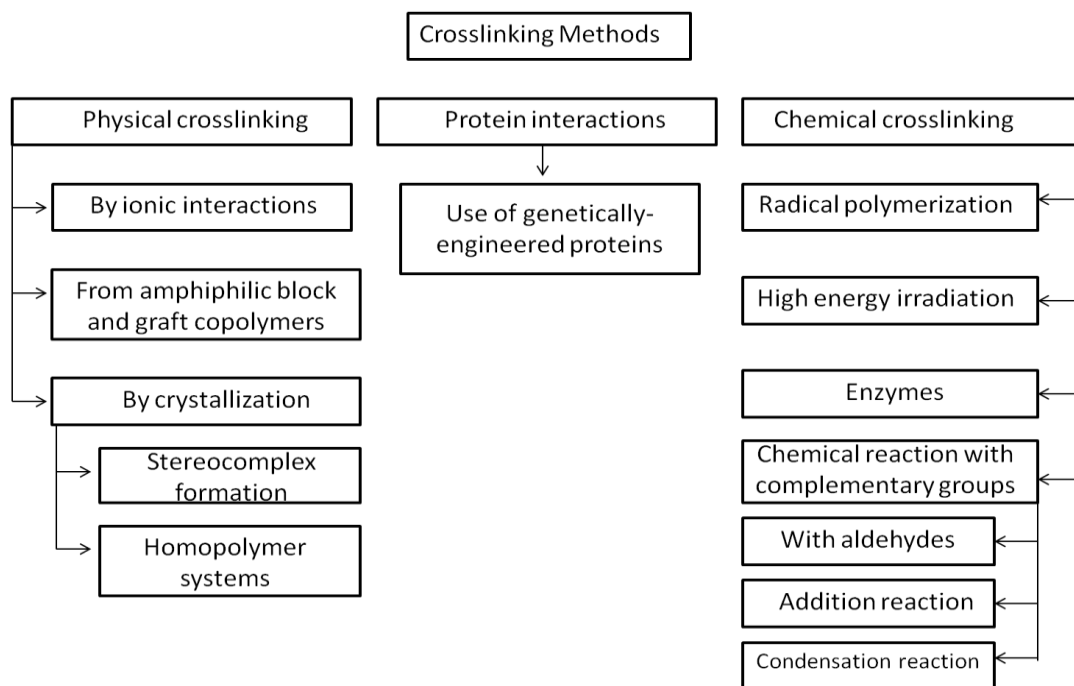 Crosslinking Methods
Physical crosslinking
By ionic interactions
From amphiphilic block
and graft copolymers
By crystallization
Stereocomplex
formation
Homopolymer
systems
Protein interactions
Use of genetically-
engineered proteins
Chemical crosslinking
Radical polymerization
High energy irradiation
Enzymes
Chemical reaction with
complementary groups
With aldehydes
Addition reaction
Condensation reaction